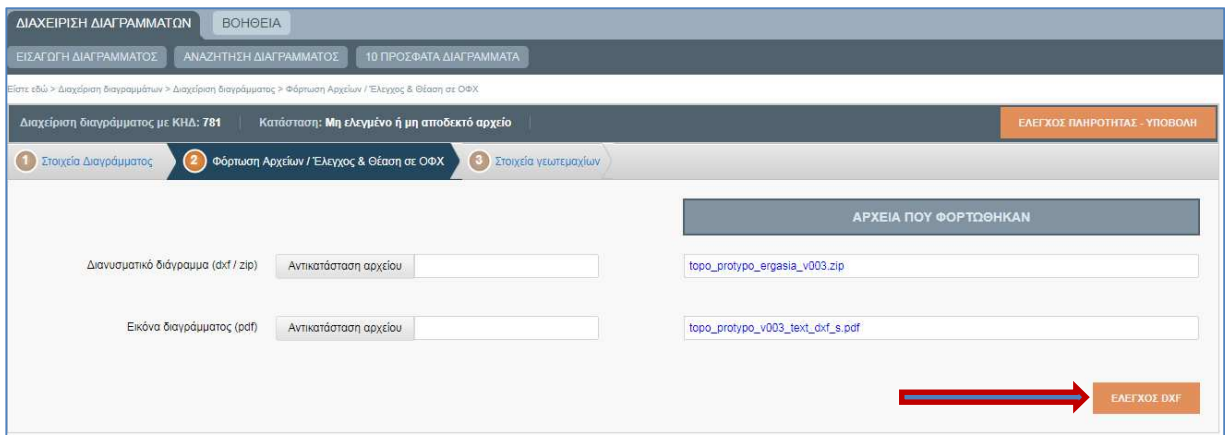 ΔΙΑΧΕΙΡΙΣΗ ΔΙΑΓΡΑΜΜΑΤΩΝ ΒΟΗΘΕΙΑ
ΕΙΣΑΓΩΓΗ ΔΙΑΓΡΑΜΜΑΤΟΣ ΑΝΑΖΗΤΗΣΗ ΔΙΑΓΡΑΜΜΑΤΟΣ 10 ΠΡΟΣΦΑΤΑ ΔΙΑΓΡΑΜΜΑΤΑ
Είστε εδώ > Διαχείριση διαγραμμάτων > Διαχείριση διαγράμματος > Φόρτωση Αρχείων / Έλεγχος & Θέαση σε ΟΦΧ
Διαχείριση διαγράμματος με ΚΗΔ: 781 Κατάσταση: Μη ελεγμένο ή μη αποδεκτό αρχείο ΕΛΕΓΧΟΣ ΠΛΗΡΟΤΗΤΑΣ - ΥΠΟΒΟΛΗ
1 Στοιχεία Διαγράμματος 2 Φόρτωση Αρχείων / Έλεγχος & Θέαση σε ΟΦΧ 3 Στοιχεία γεωτεμαχίων
ΑΡΧΕΙΑ ΠΟΥ ΦΟΡΤΩΘΗΚΑΝ
Διανυσματικό διάγραμμα (dxf / zip) Αντικατάσταση αρχείου topo_protypo_ergasia_v003.zip
Εικόνα διαγράμματος (pdf) Αντικατάσταση αρχείου topo_protypo_v003_text_dxf_s.pdf
ΕΛΕΓΧΟΣ DXF